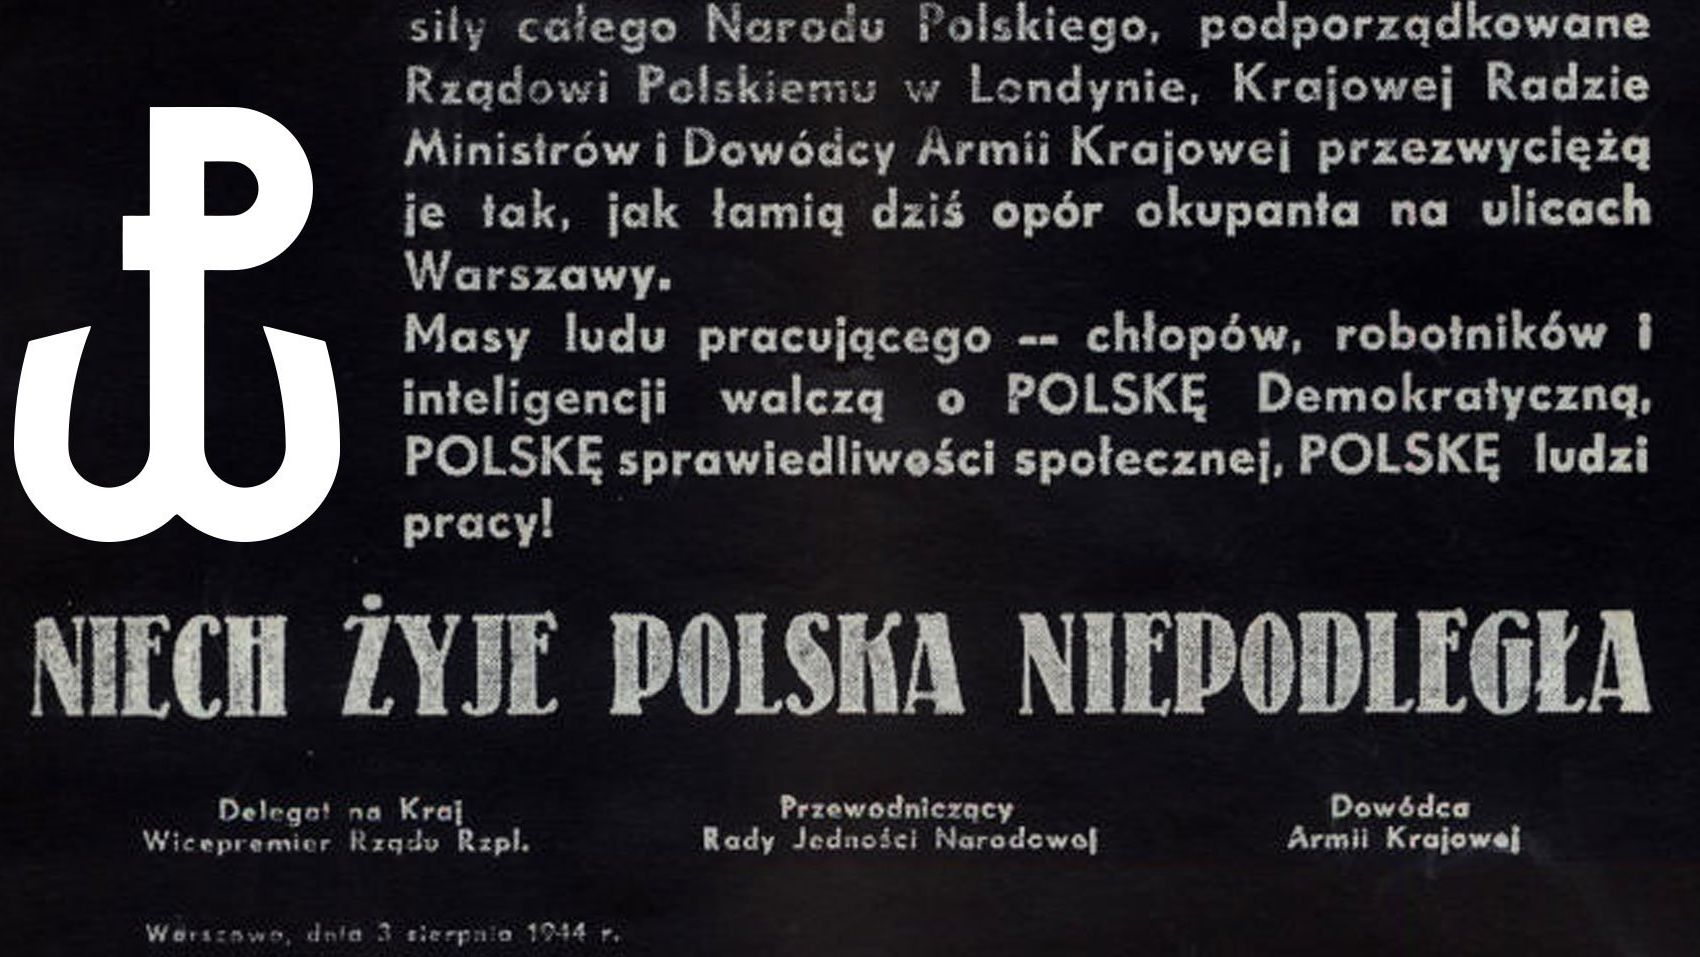 siły całego Narodu Polskiego, podporządkowane
Rządowi Polskiemu w Londynie, Krajowej Radzie
Ministrów i Dowódcy Armii Krajowej przezwyciężą
je tak, jak łamią dziś opór okupanta na ulicach
Warszawy.
Masy ludu pracującego -- chłopów, robotników i
inteligencji walczą o POLSKĘ Demokratyczną,
POLSKĘ sprawiedliwości społecznej, POLSKĘ ludzi
pracy!
NIECH ŻYJE POLSKA NIEPODLEGŁA
Delegat na Kraj
Wicepremier Rządu Rzpl.
Przewodniczący
Rady Jedności Narodowej
Dowódca
Armii Krajowej
Warszawa, dnia 3 sierpnia 1944 r.